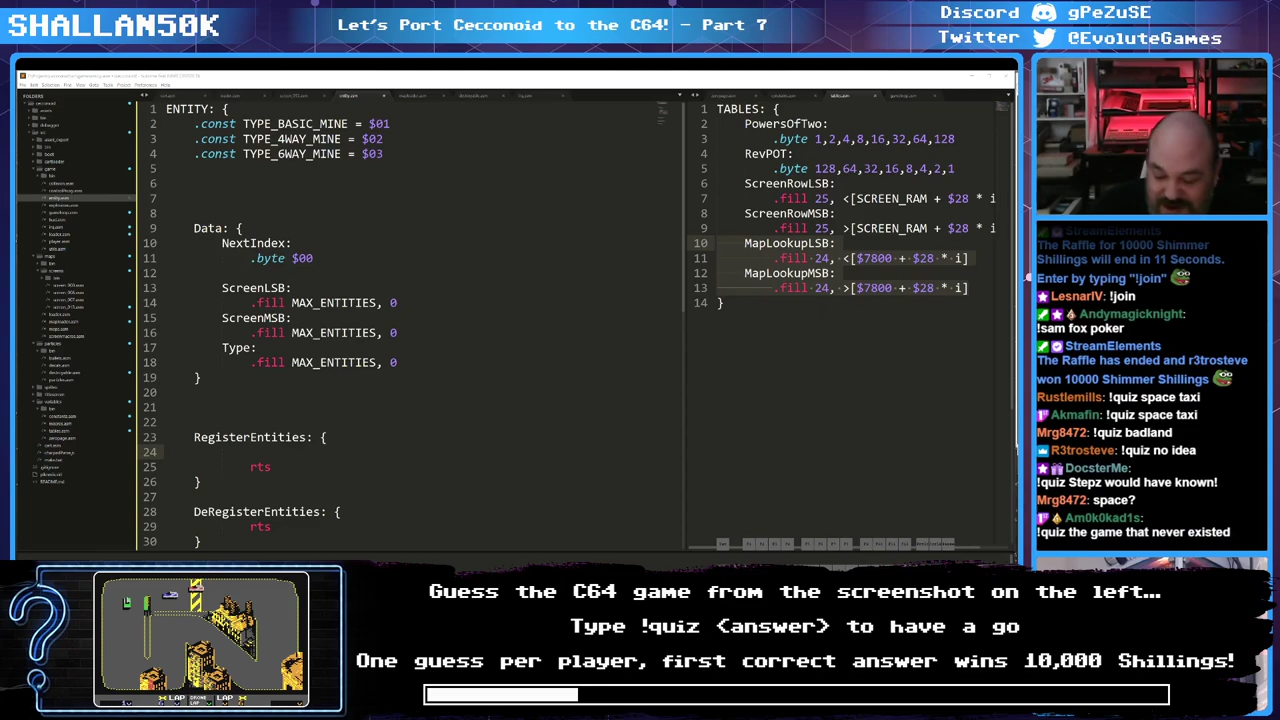 SHALLAN50K
Let's Port Cecconoid to the C64! - Part 7
Discord gPeZuSE
Twitter @EvoluteGames
FOLDERS
1 ENTITY: {
2 .const TYPE_BASIC_MINE = $01
3 .const TYPE_4WAY_MINE = $02
4 .const TYPE_6WAY_MINE = $03
5
6
7
8
9 Data: {
10 NextIndex:
11 .byte $00
12
13 ScreenLSB:
14 .fill MAX_ENTITIES, 0
15 ScreenMSB:
16 .fill MAX_ENTITIES, 0
17 Type:
18 .fill MAX_ENTITIES, 0
19 }
20
21
22
23 RegisterEntities: {
24
25 rts
26 }
27
28 DeRegisterEntities: {
29 rts
30 }
1 TABLES: {
2 PowersOfTwo:
3 .byte 1,2,4,8,16,32,64,128
4 RevPOT:
5 .byte 128,64,32,16,8,4,2,1
6 ScreenRowLSB:
7 .fill 25, <[SCREEN_RAM + $28 * i
8 ScreenRowMSB:
9 .fill 25, >[SCREEN_RAM + $28 * i
10 MapLookupLSB:
11 .fill 24, <[$7800 + $28 * i]
12 MapLookupMSB:
13 .fill 24, >[$7800 + $28 * i]
14 }
StreamElements
The Raffle for 10000 Shimmer
Shillings will end in 11 Seconds.
Enter by typing "!join"
LesnarIV: !join
Andymagicknight:
!sam fox poker
StreamElements
The Raffle has ended and r3trosteve
won 10000 Shimmer Shillings
Rustlemills: !quiz space taxi
Akmafin: !quiz space taxi
Mrg8472: !quiz badland
R3trosteve: !quiz no idea
DocsterMe:
!quiz Stepz would have known!
Mrg8472: space?
Am0k0kad1s:
!quiz the game that never existed
LAP DRONE LAP
Guess the C64 game from the screenshot on the left...
Type !quiz <answer> to have a go
One guess per player, first correct answer wins 10,000 Shillings!